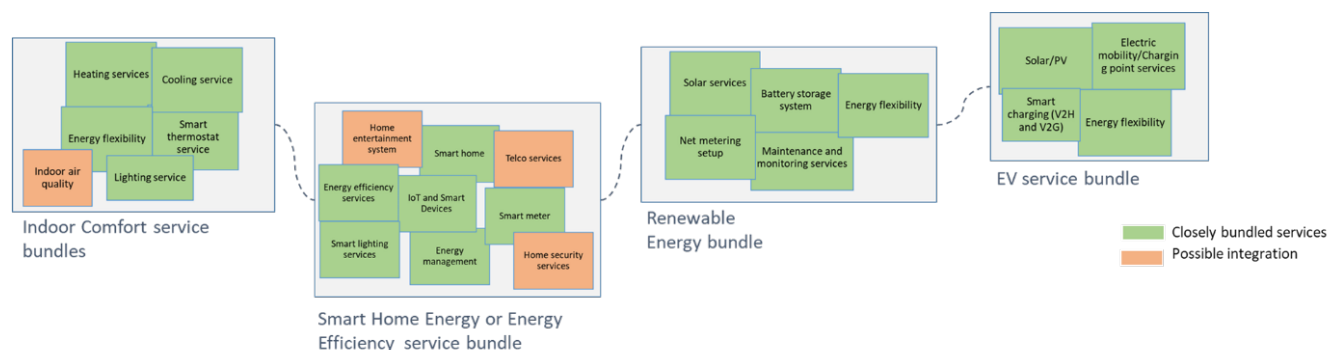 Heating services
Cooling service
Energy flexibility
Smart
thermostat
service
Indoor air
quality
Lighting service
Indoor Comfort service
bundles
Home
entertainment
system
Smart home
Telco services
Energy efficiency
services
IoT and Smart
Devices
Smart meter
Smart lighting
services
Energy
management
Home security
services
Smart Home Energy or Energy
Efficiency service bundle
Solar services
Battery storage
system
Energy flexibility
Net metering
setup
Maintenance and
monitoring services
Renewable
Energy bundle
Solar/PV
Electric
mobility/Chargin
g point services
Smart
charging (V2H
and V2G)
Energy flexibility
EV service bundle
Closely bundled services
Possible integration